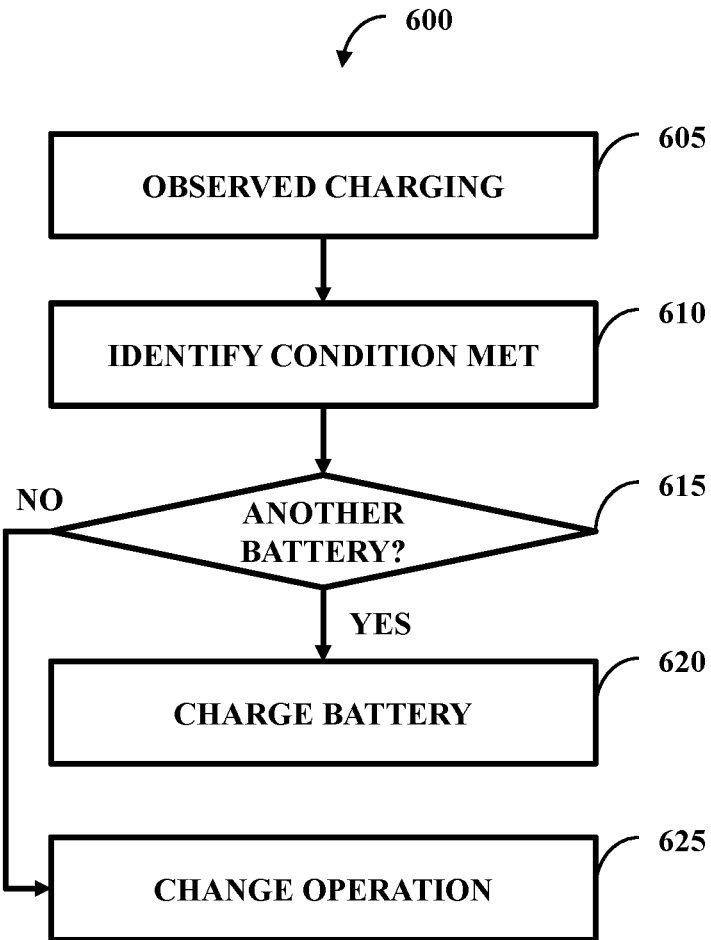 600
605
OBSERVED CHARGING
610
IDENTIFY CONDITION MET
615
NO
ANOTHER
BATTERY?
YES
620
CHARGE BATTERY
625
CHANGE OPERATION